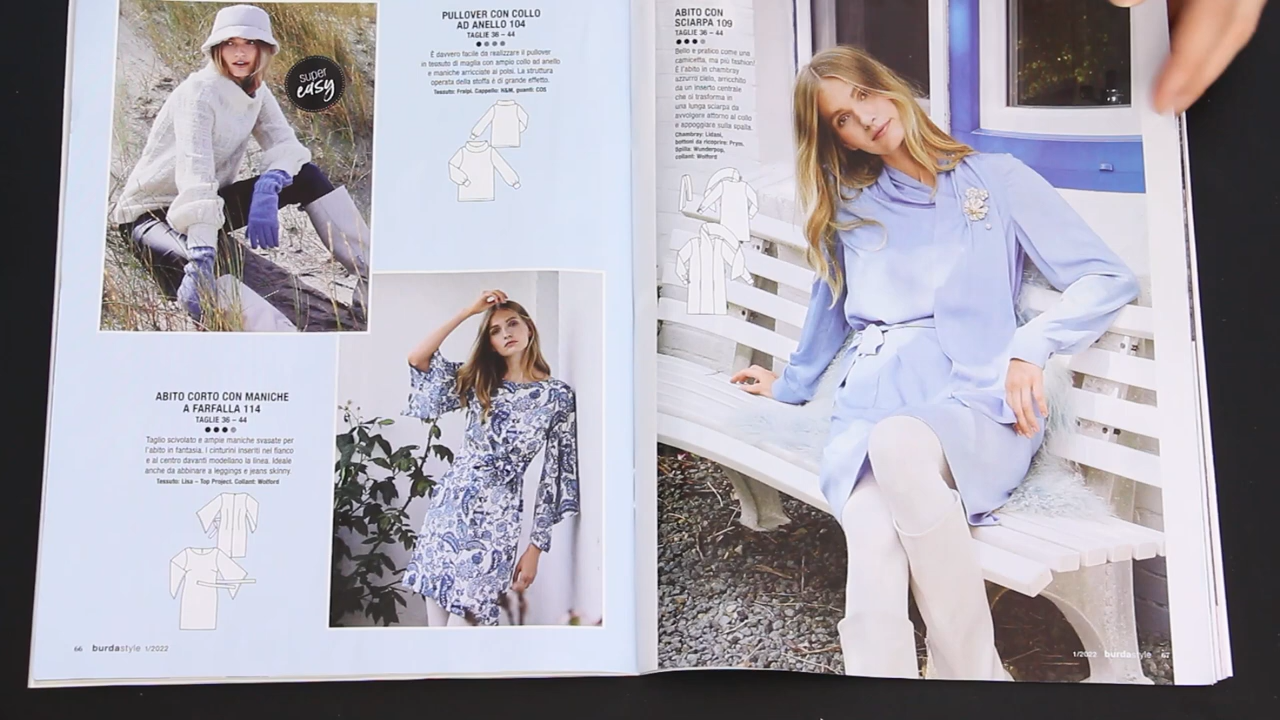 PULLOVER CON COLLO
AD ANELLO 104
TAGLIE 36 – 44
È davvero facile da realizzare il pullover
in tessuto di maglia con ampio collo ad anello
e maniche arricciate ai polsi. La struttura
operata della stoffa è di grande effetto.
Tessuto: Fraipi. Cappello: H&M, guanti: COS
super
easy
ABITO CORTO CON MANICHE
A FARFALLA 114
TAGLIE 36 – 44
Taglio scivolato e ampie maniche svasate per
l'abito in fantasia. I cinturini inseriti nel fianco
e al centro davanti modellano la linea. Ideale
anche da abbinare a leggings e jeans skinny.
Tessuto: Lisa – Top Project. Collant: Wolford
66 burdastyle 1/2022
ABITO CON
SCIARPA 109
TAGLIE 36 – 44
Bello e pratico come una
camicetta, ma più fashion!
È l'abito in chambray
azzurro cielo, arricchito
da un inserto centrale
che si trasforma in
una lunga sciarpa da
avvolgere attorno al collo
e appoggiare sulla spalla.
Chambray: Lidani,
bottoni da ricoprire: Prym.
Spilla: Wunderpug,
collant: Wolford
1/2022 burdastyle 67